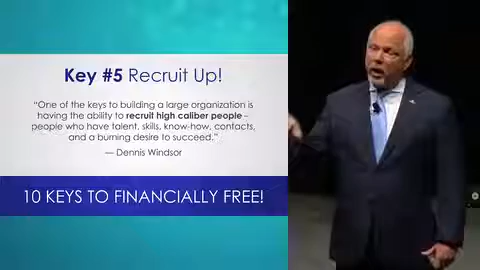 Key #5 Recruit Up!
“One of the keys to building a large organization is
having the ability to recruit high caliber people -
people who have talent, skills, know-how, contacts,
and a burning desire to succeed.”
— Dennis Windsor
10 KEYS TO FINANCIALLY FREE!